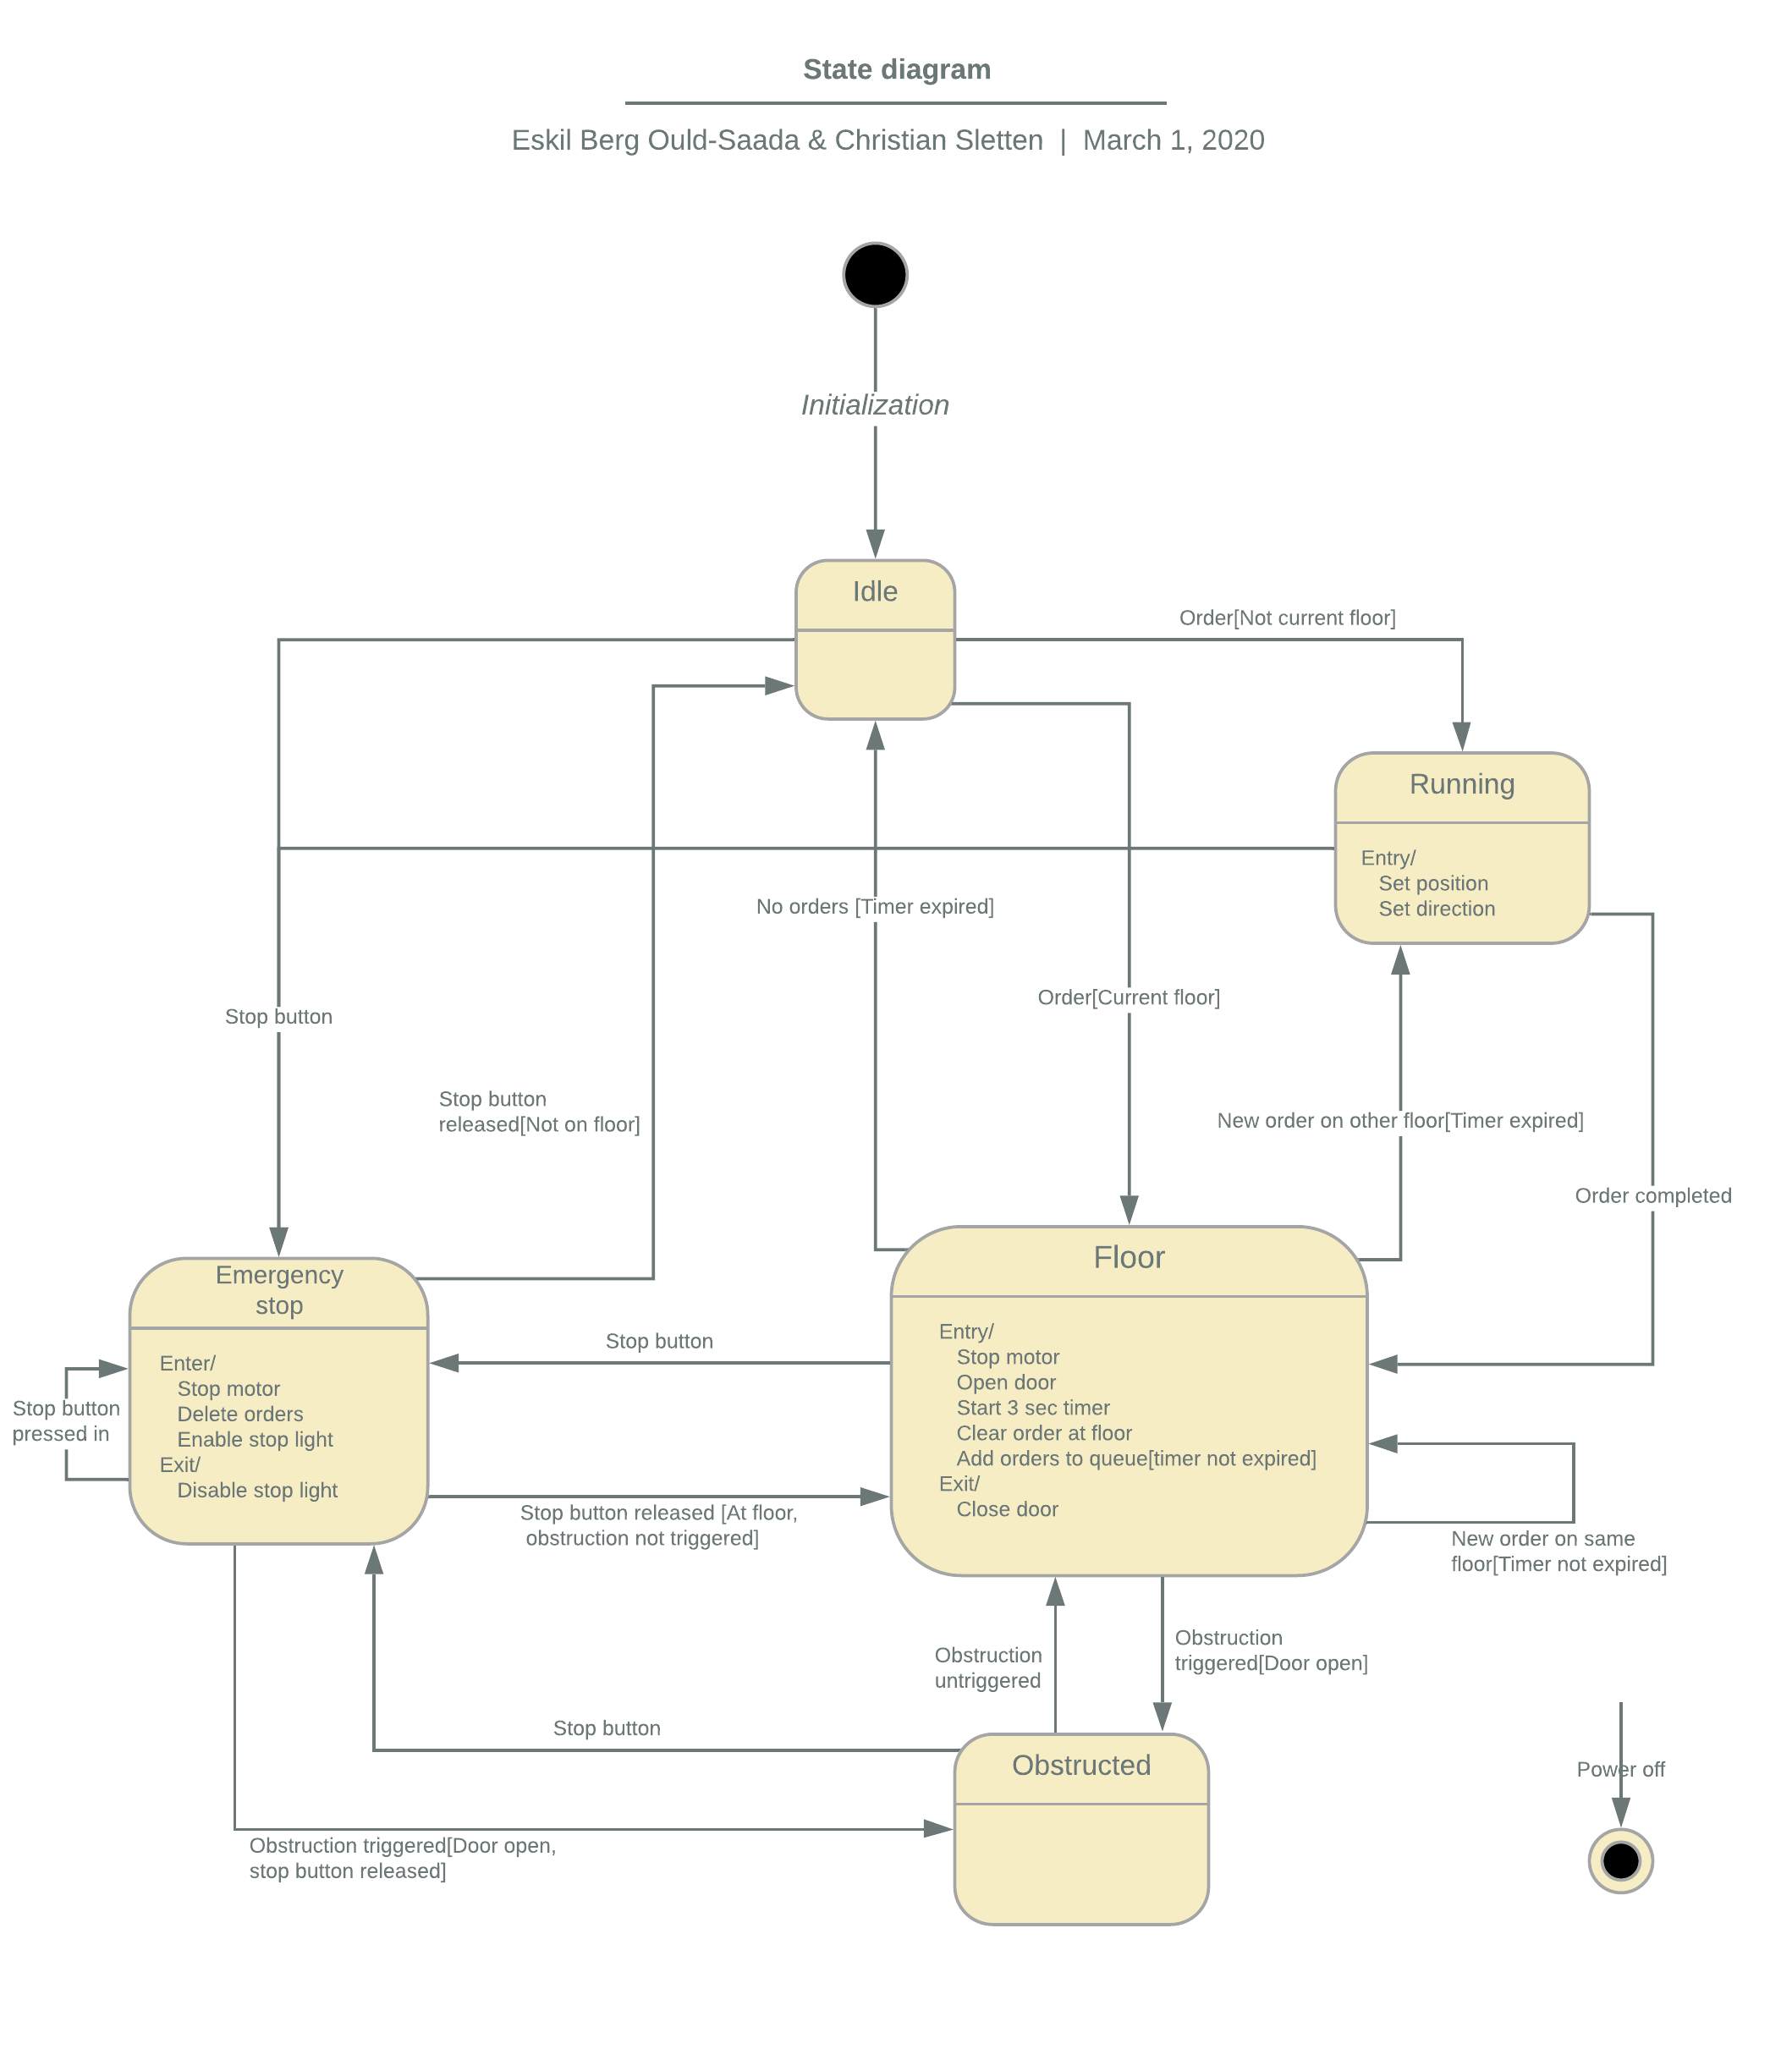 State diagram
Eskil Berg Ould-Saada & Christian Sletten | March 1, 2020
Initialization
Idle
Order[Not current floor]
Running
Entry/
Set position
Set direction
No orders [Timer expired]
Order[Current floor]
Stop button
Stop button
released[Not on floor]
New order on other floor[Timer expired]
Order completed
Emergency
stop
Enter/
Stop motor
Delete orders
Enable stop light
Exit/
Disable stop light
Stop button
pressed in
Stop button
Floor
Entry/
Stop motor
Open door
Start 3 sec timer
Clear order at floor
Add orders to queue[timer not expired]
Exit/
Close door
Stop button released [At floor,
obstruction not triggered]
New order on same
floor[Timer not expired]
Obstruction
untriggered
Obstruction
triggered[Door open]
Stop button
Obstructed
Power off
Obstruction triggered[Door open,
stop button released]